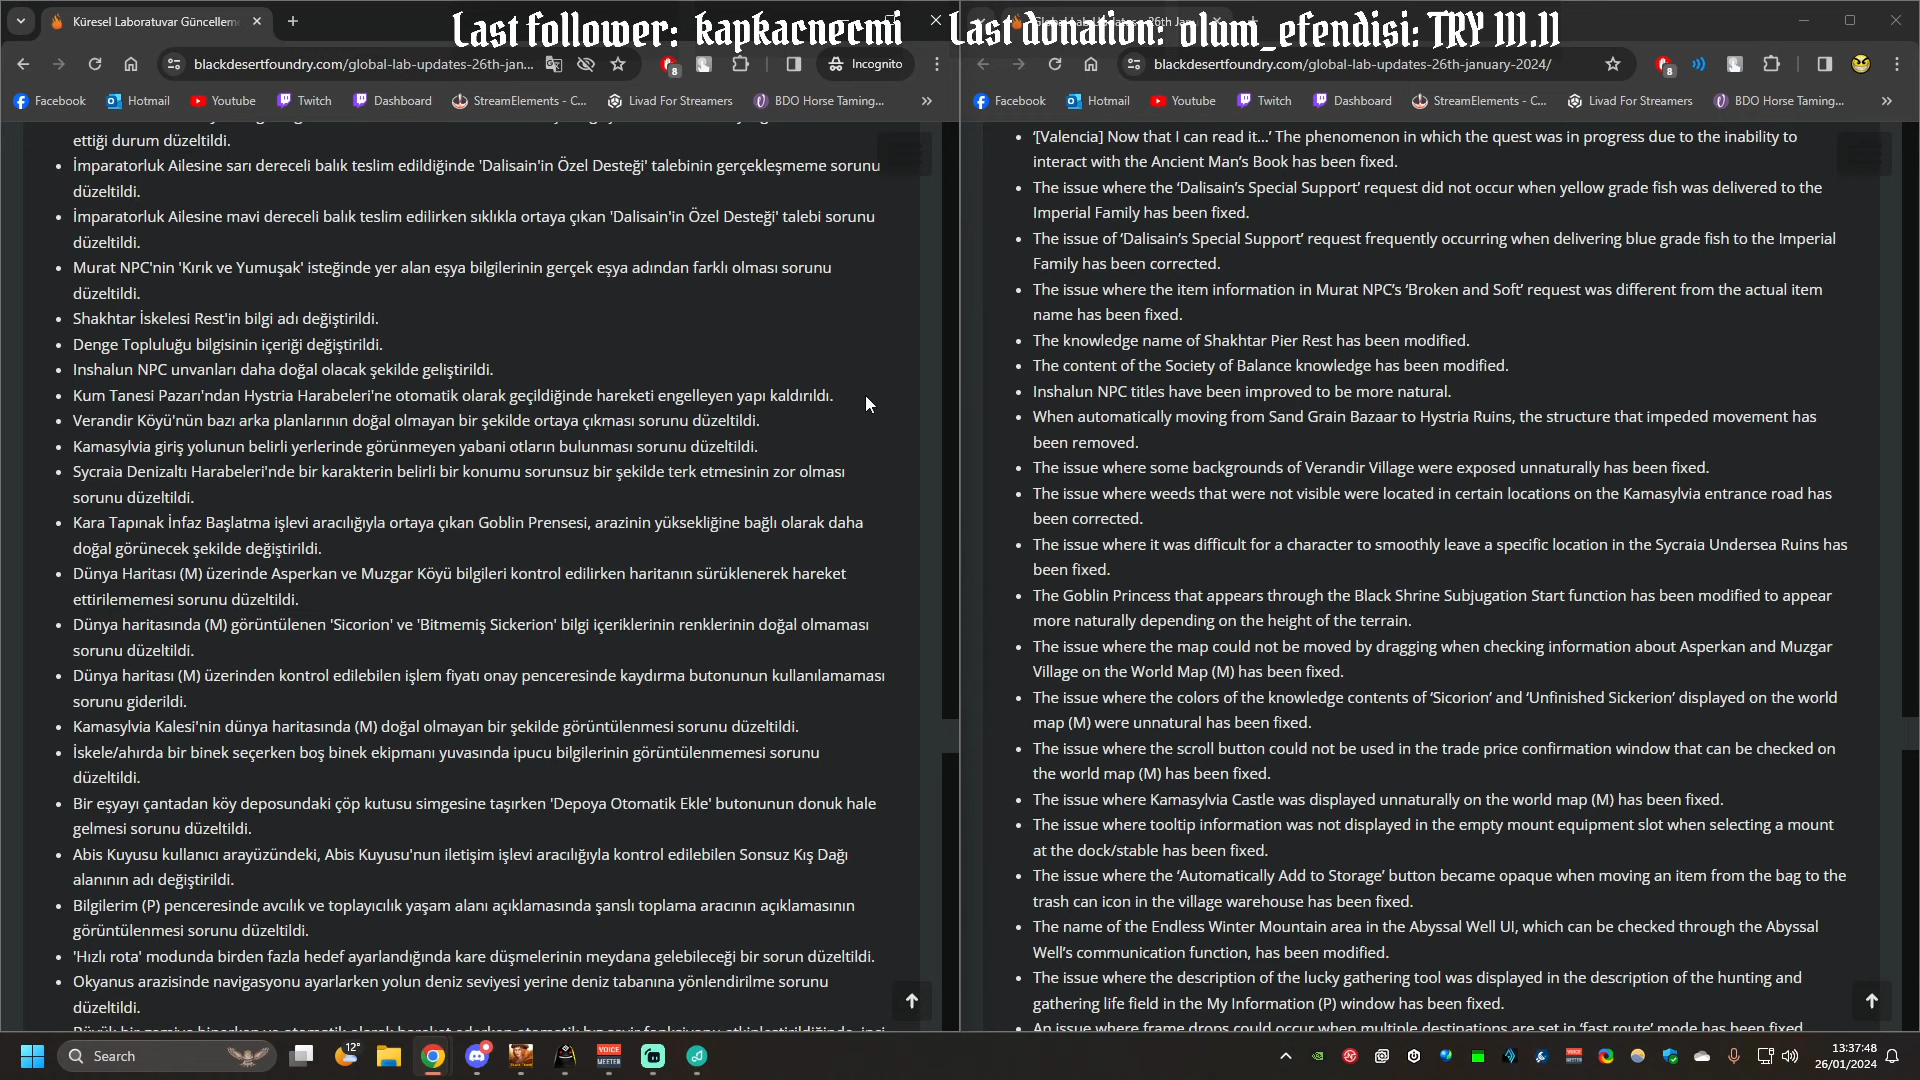 Last follower: kapkacnecmi
Last donation: olum_efendisi: TRY 111.11
Küresel Laboratuvar Güncellem
blackdesertfoundry.com/global-lab-updates-26th-jan...
8
Incognito
Facebook
Hotmail
Youtube
Twitch
Dashboard
StreamElements - C...
Livad For Streamers
BDO Horse Taming...
ettiği durum düzeltildi.
İmparatorluk Ailesine sarı dereceli balık teslim edildiğinde 'Dalisain'in Özel Desteği' talebinin gerçekleşmeme sorunu
düzeltildi.
İmparatorluk Ailesine mavi dereceli balık teslim edilirken sıklıkla ortaya çıkan 'Dalisain'in Özel Desteği' talebi sorunu
düzeltildi.
Murat NPC'nin 'Kırık ve Yumuşak' isteğinde yer alan eşya bilgilerinin gerçek eşya adından farklı olması sorunu
düzeltildi.
Shakhtar İskelesi Rest'in bilgi adı değiştirildi.
Denge Topluluğu bilgisinin içeriği değiştirildi.
Inshalun NPC unvanları daha doğal olacak şekilde geliştirildi.
Kum Tanesi Pazarı'ndan Hystria Harabeleri'ne otomatik olarak geçildiğinde hareketi engelleyen yapı kaldırıldı.
Verandir Köyü'nün bazı arka planlarının doğal olmayan bir şekilde ortaya çıkması sorunu düzeltildi.
Kamasylvia giriş yolunun belirli yerlerinde görünmeyen yabani otların bulunması sorunu düzeltildi.
Sycraia Denizaltı Harabeleri'nde bir karakterin belirli bir konumu sorunsuz bir şekilde terk etmesinin zor olması
sorunu düzeltildi.
Kara Tapınak İnfaz Başlatma işlevi aracılığıyla ortaya çıkan Goblin Prensesi, arazinin yüksekliğine bağlı olarak daha
doğal görünecek şekilde değiştirildi.
Dünya Haritası (M) üzerinde Asperkan ve Muzgar Köyü bilgileri kontrol edilirken haritanın sürüklenerek hareket
ettirilememesi sorunu düzeltildi.
Dünya haritasında (M) görüntülenen 'Sicorion' ve 'Bitmemiş Sickerion' bilgi içeriklerinin renklerinin doğal olmaması
sorunu düzeltildi.
Dünya haritası (M) üzerinden kontrol edilebilen işlem fiyatı onay penceresinde kaydırma butonunun kullanılamaması
sorunu giderildi.
Kamasylvia Kalesi'nin dünya haritasında (M) doğal olmayan bir şekilde görüntülenmesi sorunu düzeltildi.
İskele/ahırda bir binek seçerken boş binek ekipmanı yuvasında ipucu bilgilerinin görüntülenmemesi sorunu
düzeltildi.
Bir eşyayı çantadan köy deposundaki çöp kutusu simgesine taşırken 'Depoya Otomatik Ekle' butonunun donuk hale
gelmesi sorunu düzeltildi.
Abis Kuyusu kullanıcı arayüzündeki, Abis Kuyusu'nun iletişim işlevi aracılığıyla kontrol edilebilen Sonsuz Kış Dağı
alanının adı değiştirildi.
Bilgilerim (P) penceresinde avcılık ve toplayıcılık yaşam alanı açıklamasında şanslı toplama aracının açıklamasının
görüntülenmesi sorunu düzeltildi.
'Hızlı rota' modunda birden fazla hedef ayarlandığında kare düşmelerinin meydana gelebileceği bir sorun düzeltildi.
Okyanus arazisinde navigasyonu ayarlarken yolun deniz seviyesi yerine deniz tabanına yönlendirilme sorunu
düzeltildi.
blackdesertfoundry.com/global-lab-updates-26th-january-2024/
8
Facebook
Hotmail
Youtube
Twitch
Dashboard
StreamElements - C...
Livad For Streamers
BDO Horse Taming...
‘[Valencia] Now that I can read it...’ The phenomenon in which the quest was in progress due to the inability to
interact with the Ancient Man’s Book has been fixed.
The issue where the ‘Dalisain’s Special Support’ request did not occur when yellow grade fish was delivered to the
Imperial Family has been fixed.
The issue of ‘Dalisain’s Special Support’ request frequently occurring when delivering blue grade fish to the Imperial
Family has been corrected.
The issue where the item information in Murat NPC’s ‘Broken and Soft’ request was different from the actual item
name has been fixed.
The knowledge name of Shakhtar Pier Rest has been modified.
The content of the Society of Balance knowledge has been modified.
Inshalun NPC titles have been improved to be more natural.
When automatically moving from Sand Grain Bazaar to Hystria Ruins, the structure that impeded movement has
been removed.
The issue where some backgrounds of Verandir Village were exposed unnaturally has been fixed.
The issue where weeds that were not visible were located in certain locations on the Kamasylvia entrance road has
been corrected.
The issue where it was difficult for a character to smoothly leave a specific location in the Sycraia Undersea Ruins has
been fixed.
The Goblin Princess that appears through the Black Shrine Subjugation Start function has been modified to appear
more naturally depending on the height of the terrain.
The issue where the map could not be moved by dragging when checking information about Asperkan and Muzgar
Village on the World Map (M) has been fixed.
The issue where the colors of the knowledge contents of ‘Sicorion’ and ‘Unfinished Sickerion’ displayed on the world
map (M) were unnatural has been fixed.
The issue where the scroll button could not be used in the trade price confirmation window that can be checked on
the world map (M) has been fixed.
The issue where Kamasylvia Castle was displayed unnaturally on the world map (M) has been fixed.
The issue where tooltip information was not displayed in the empty mount equipment slot when selecting a mount
at the dock/stable has been fixed.
The issue where the ‘Automatically Add to Storage’ button became opaque when moving an item from the bag to the
trash can icon in the village warehouse has been fixed.
The name of the Endless Winter Mountain area in the Abyssal Well UI, which can be checked through the Abyssal
Well’s communication function, has been modified.
The issue where the description of the lucky gathering tool was displayed in the description of the hunting and
gathering life field in the My Information (P) window has been fixed.
An issue where frame drops could occur when multiple destinations are set in ‘fast route’ mode has been fixed.
Search
12°
VOICE
MEETER
13:37:48
26/01/2024